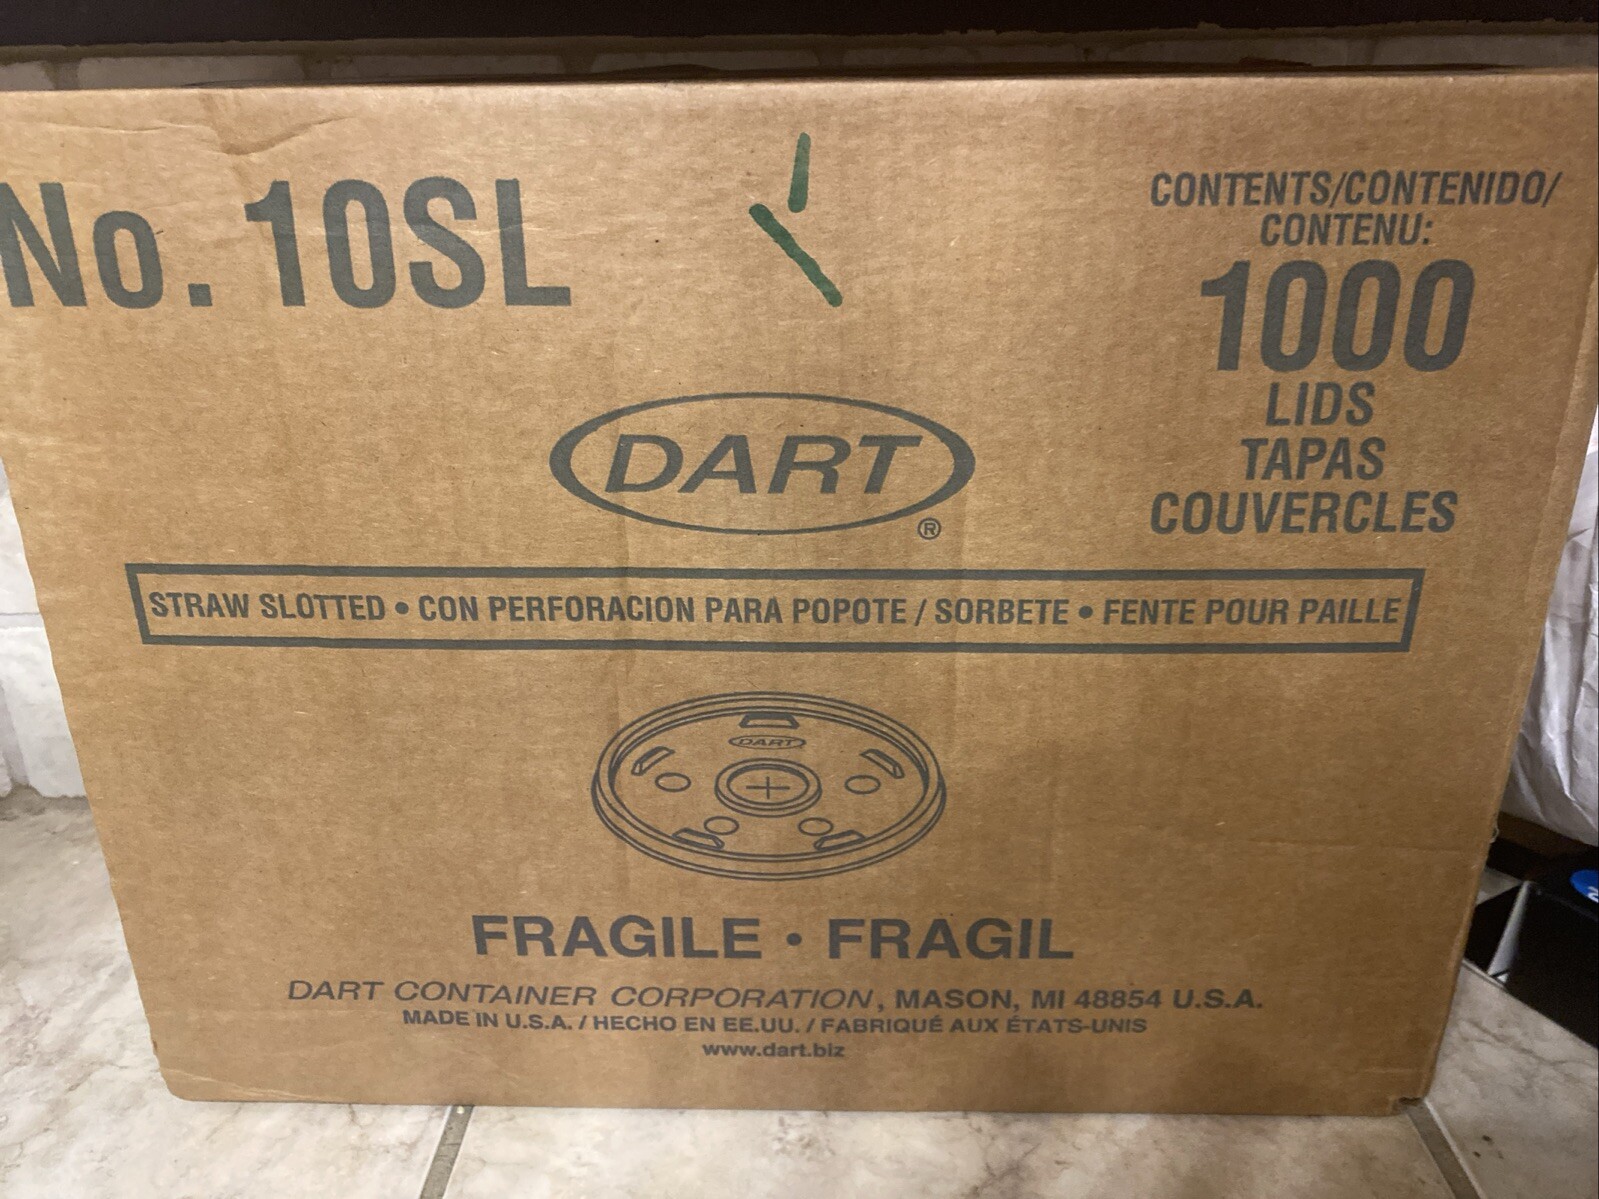 No. 10SL
CONTENTS/CONTENIDO/
CONTENU:
1000
LIDS
TAPAS
COUVERCLES
DART
®
STRAW SLOTTED • CON PERFORACION PARA POPOTE / SORBETE • FENTE POUR PAILLE
DART
FRAGILE • FRAGIL
DART CONTAINER CORPORATION, MASON, MI 48854 U.S.A.
MADE IN U.S.A. / HECHO EN EE.UU. / FABRIQUÉ AUX ÉTATS-UNIS
www.dart.biz